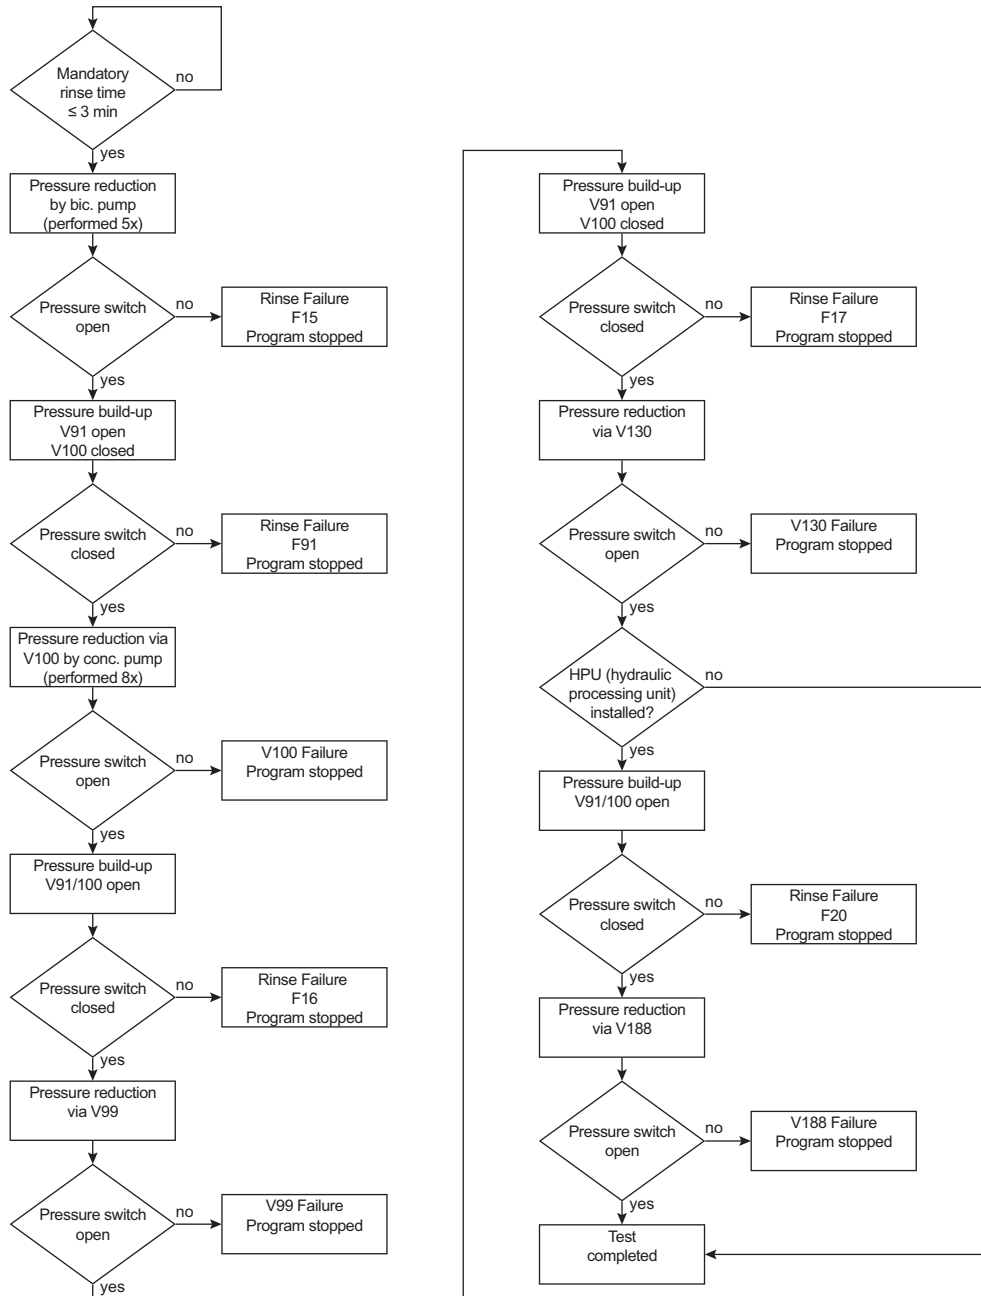 Mandatory
rinse time
≤ 3 min
no
yes
Pressure reduction
by bic. pump
(performed 5x)
Pressure switch
open
no
Rinse Failure
F15
Program stopped
yes
Pressure build-up
V91 open
V100 closed
Pressure switch
closed
no
Rinse Failure
F91
Program stopped
yes
Pressure reduction via
V100 by conc. pump
(performed 8x)
Pressure switch
open
no
V100 Failure
Program stopped
yes
Pressure build-up
V91/100 open
Pressure switch
closed
no
Rinse Failure
F16
Program stopped
yes
Pressure reduction
via V99
Pressure switch
open
no
V99 Failure
Program stopped
yes
Pressure build-up
V91 open
V100 closed
Pressure switch
closed
no
Rinse Failure
F17
Program stopped
yes
Pressure reduction
via V130
Pressure switch
open
no
V130 Failure
Program stopped
yes
HPU (hydraulic
processing unit)
installed?
no
yes
Pressure build-up
V91/100 open
Pressure switch
closed
no
Rinse Failure
F20
Program stopped
yes
Pressure reduction
via V188
Pressure switch
open
no
V188 Failure
Program stopped
yes
Test
completed